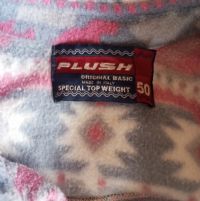 PLUSH
ORIGINAL BASIC
MADE IN ITALY
SPECIAL TOP WEIGHT 50